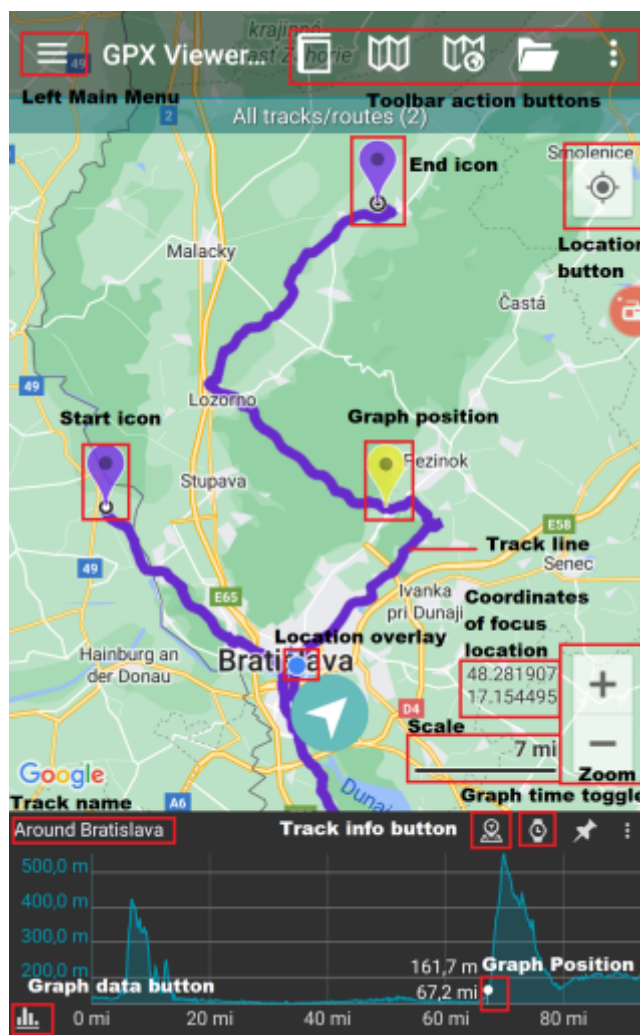 krajinná
GPX Viewer...
časť Záhorie
49
Left Main Menu
Toolbar action buttons
2
All tracks/routes (2)
Smolenice
End icon
Malacky
Location
button
Častá
49
Lozorno
Start icon
Graph position
Pezinok
Stupava
E58
Track line
Senec
49
Ivanka
pri Dunaji
E65
Coordinates
of focus
location
Hainburg an
der Donau
Location overlay
Bratislava
48.281907
17.154495
D4
Scale
7 mi
Google
Zoom
Track name
A6
Graph time toggle
Around Bratislava
Track info button
500,0 m
400,0 m
300,0 m
161,7 m
Graph Position
200,0 m
Graph data button
67,2 mi
0 mi
20 mi
40 mi
60 mi
80 mi